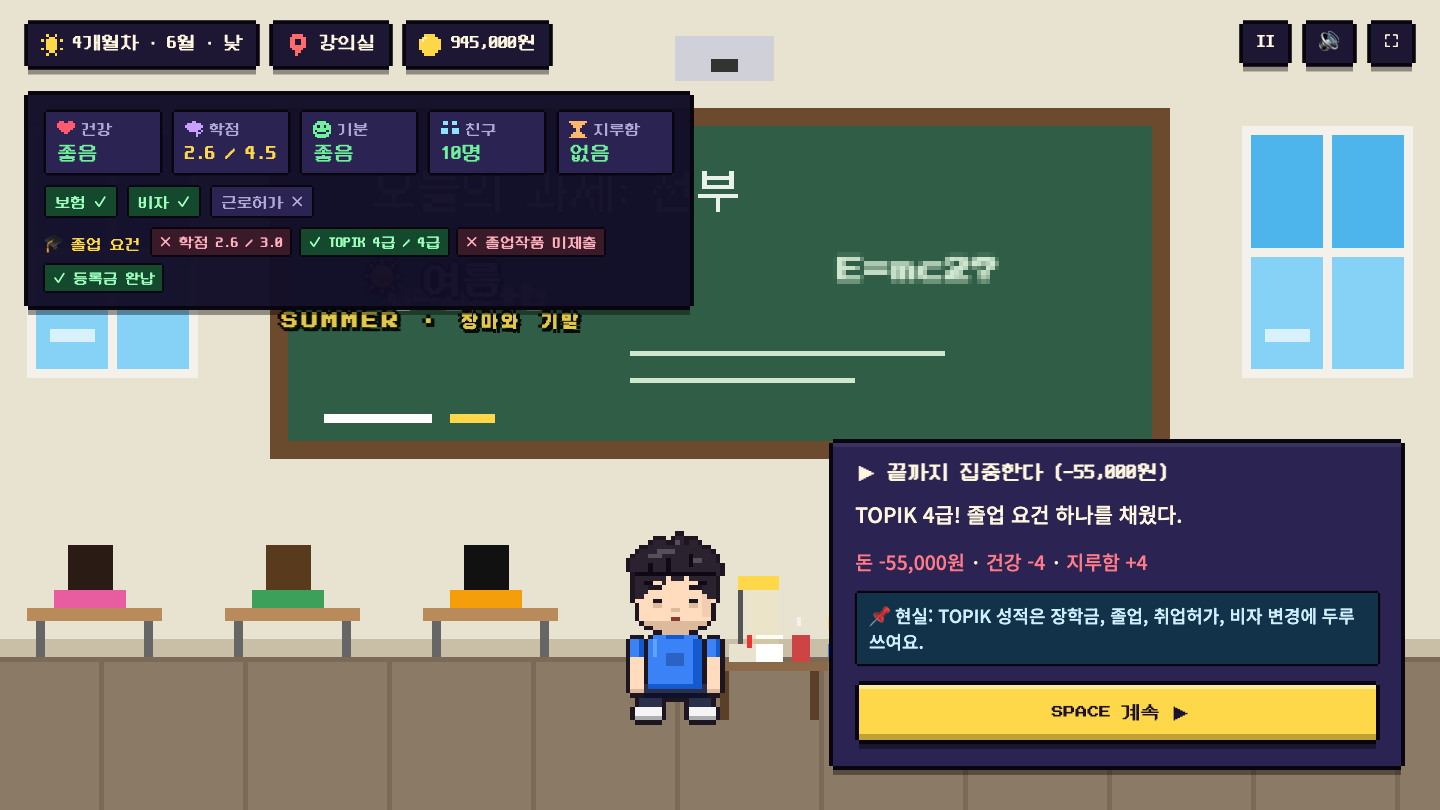 4개월차 · 6월 · 낮
강의실
945,000원
II
건강
좋음
학점
2.6 / 4.5
기분
좋음
친구
10명
지루함
없음
보험 ✓
비자 ✓
근로허가 ✕
오늘의 과제: 전부
🎓 졸업 요건
✕ 학점 2.6 / 3.0
✓ TOPIK 4급 / 4급
✕ 졸업작품 미제출
✓ 등록금 완납
여름
E=mc2?
SUMMER · 장마와 기말
▶ 끝까지 집중한다 (-55,000원)
TOPIK 4급! 졸업 요건 하나를 채웠다.
돈 -55,000원 · 건강 -4 · 지루함 +4
📌 현실: TOPIK 성적은 장학금, 졸업, 취업허가, 비자 변경에 두루
쓰여요.
SPACE 계속 ▶